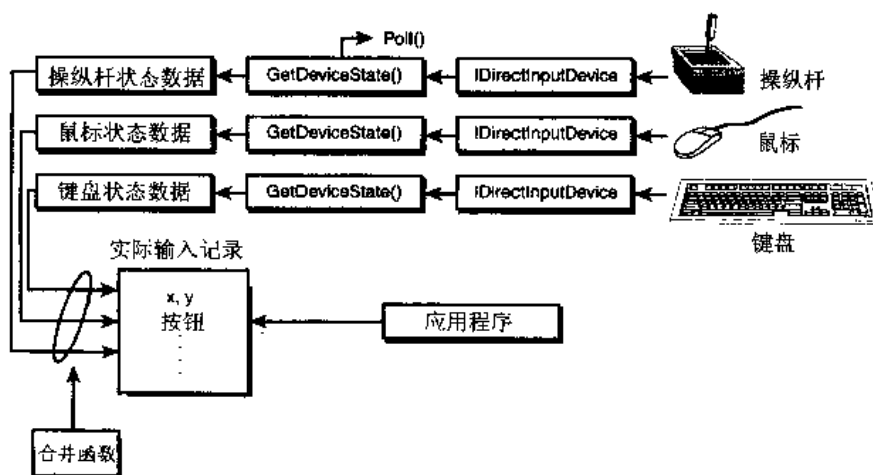 Poll()
操纵杆状态数据
GetDeviceState()
IDirectInputDevice
操纵杆
鼠标状态数据
GetDeviceState()
IDirectInputDevice
鼠标
键盘状态数据
GetDeviceState()
IDirectInputDevice
键盘
实际输入记录
x, y
按钮
应用程序
合并函数